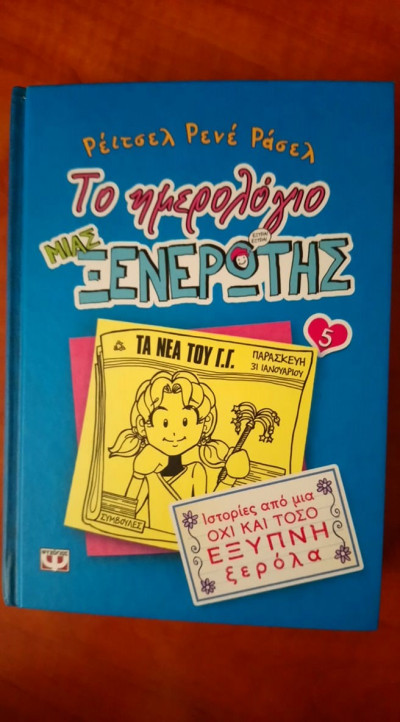 Ρέιτσελ Ρενέ Ράσελ
Το ημερολόγιο
ΜΙΑΣ
ΞΕΝΕΡΩΤΗΣ
5
ΤΑ ΝΕΑ ΤΟΥ Γ.Γ.
ΠΑΡΑΣΚΕΥΗ
31 ΙΑΝΟΥΑΡΙΟΥ
ΣΥΜΒΟΥΛΕΣ
Ιστορίες από μια
ΟΧΙ ΚΑΙ ΤΟΣΟ
ΕΞΥΠΝΗ
ξερόλα
ΨΥΧΟΓΙΟΣ